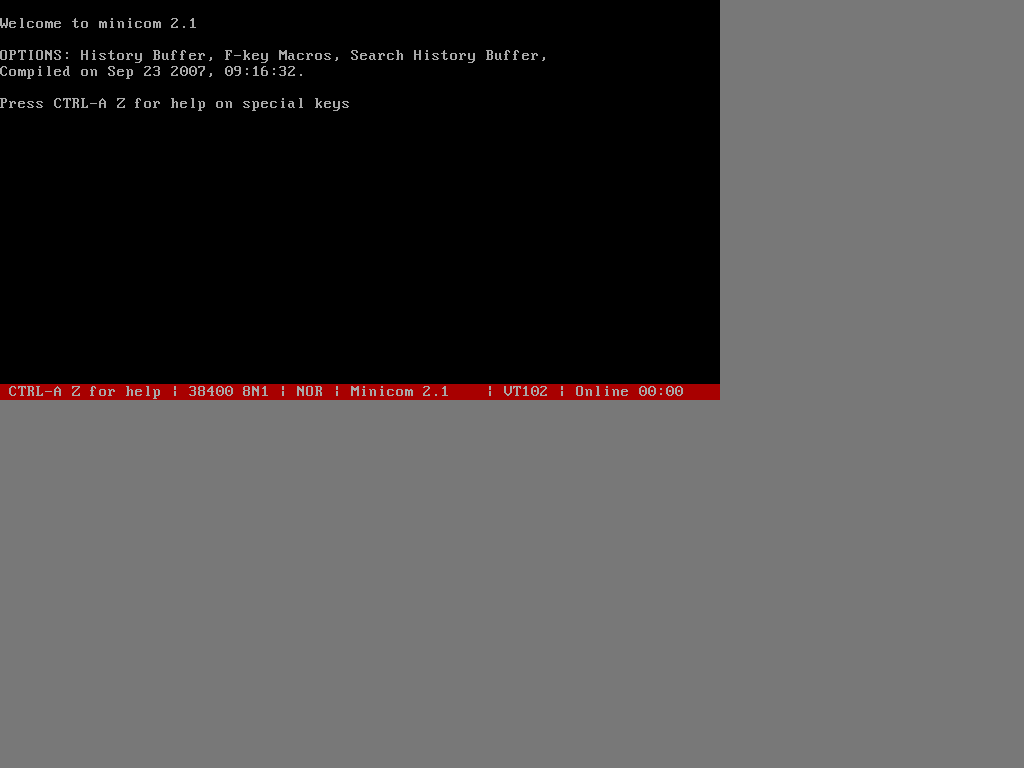 Welcome to minicom 2.1
OPTIONS: History Buffer, F-key Macros, Search History Buffer,
Compiled on Sep 23 2007, 09:16:32.
Press CTRL-A Z for help on special keys
CTRL-A Z for help | 38400 8N1 | NOR | Minicom 2.1    | VT102 | Online 00:00